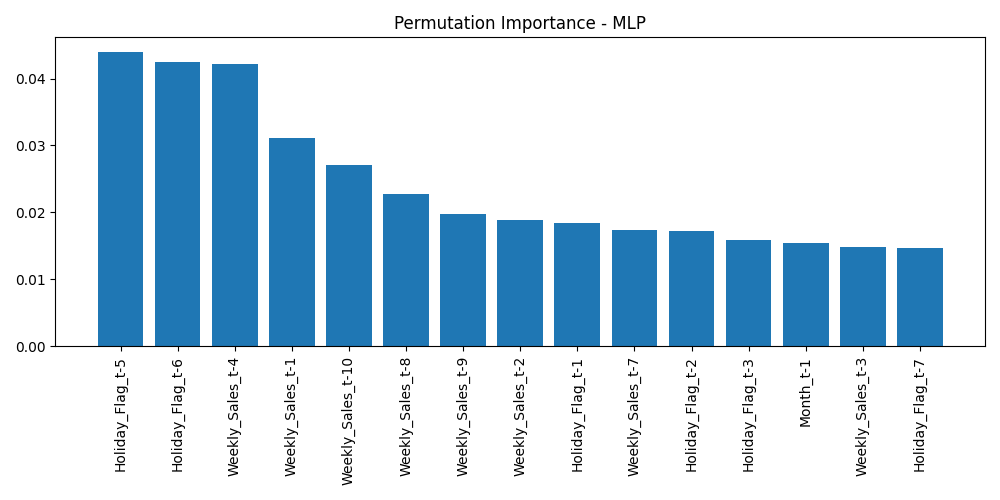 Permutation Importance - MLP
0.04
0.03
0.02
0.01
0.00
Holiday_Flag_t-5
Holiday_Flag_t-6
Weekly_Sales_t-4
Weekly_Sales_t-1
Weekly_Sales_t-10
Weekly_Sales_t-8
Weekly_Sales_t-9
Weekly_Sales_t-2
Holiday_Flag_t-1
Weekly_Sales_t-7
Holiday_Flag_t-2
Holiday_Flag_t-3
Month_t-1
Weekly_Sales_t-3
Holiday_Flag_t-7